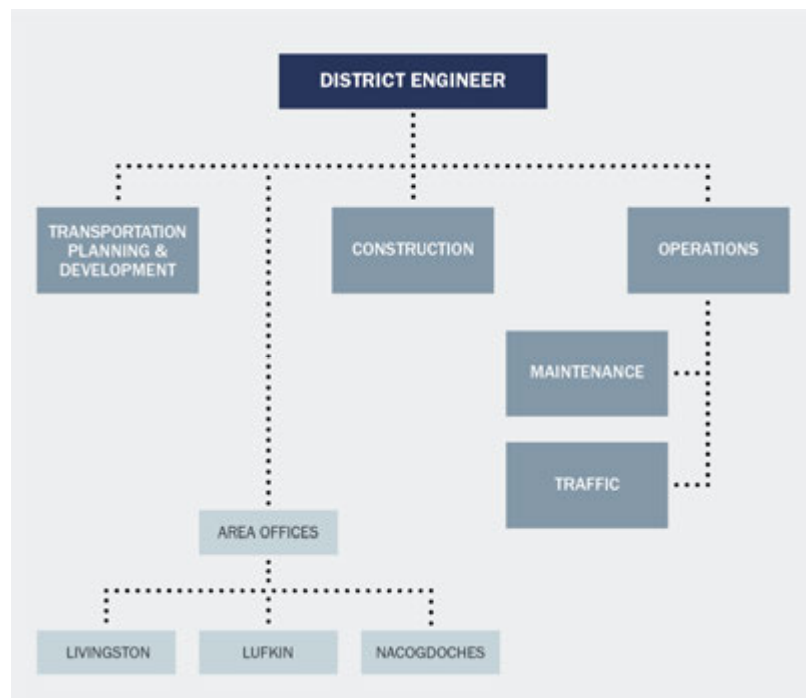 DISTRICT ENGINEER
TRANSPORTATION
PLANNING &
DEVELOPMENT
CONSTRUCTION
OPERATIONS
MAINTENANCE
TRAFFIC
AREA OFFICES
LIVINGSTON
LUFKIN
NACOGDOCHES